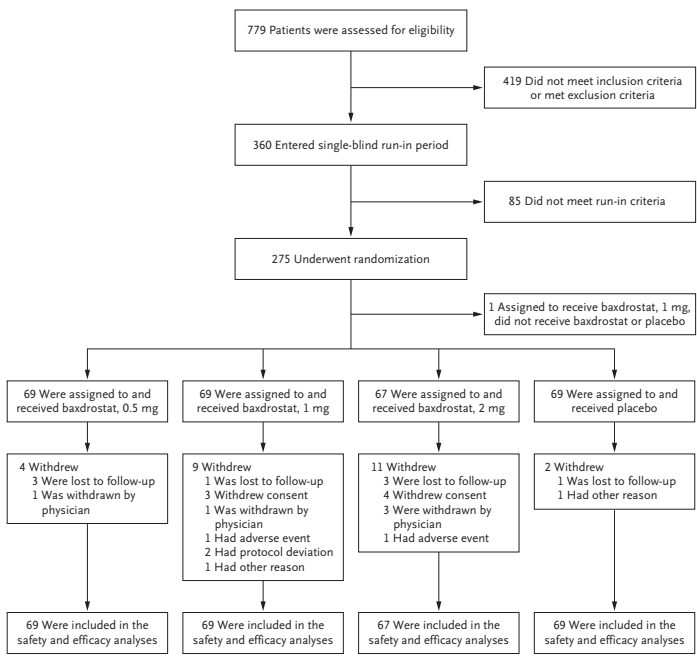 779 Patients were assessed for eligibility
419 Did not meet inclusion criteria
or met exclusion criteria
360 Entered single-blind run-in period
85 Did not meet run-in criteria
275 Underwent randomization
1 Assigned to receive baxdrostat, 1 mg,
did not receive baxdrostat or placebo
69 Were assigned to and
received baxdrostat, 0.5 mg
69 Were assigned to and
received baxdrostat, 1 mg
67 Were assigned to and
received baxdrostat, 2 mg
69 Were assigned to and
received placebo
4 Withdrew
3 Were lost to follow-up
1 Was withdrawn by
physician
9 Withdrew
1 Was lost to follow-up
3 Withdrew consent
1 Was withdrawn by
physician
1 Had adverse event
2 Had protocol deviation
1 Had other reason
11 Withdrew
3 Were lost to follow-up
4 Withdrew consent
3 Were withdrawn by
physician
1 Had adverse event
2 Withdrew
1 Was lost to follow-up
1 Had other reason
69 Were included in the
safety and efficacy analyses
69 Were included in the
safety and efficacy analyses
67 Were included in the
safety and efficacy analyses
69 Were included in the
safety and efficacy analyses